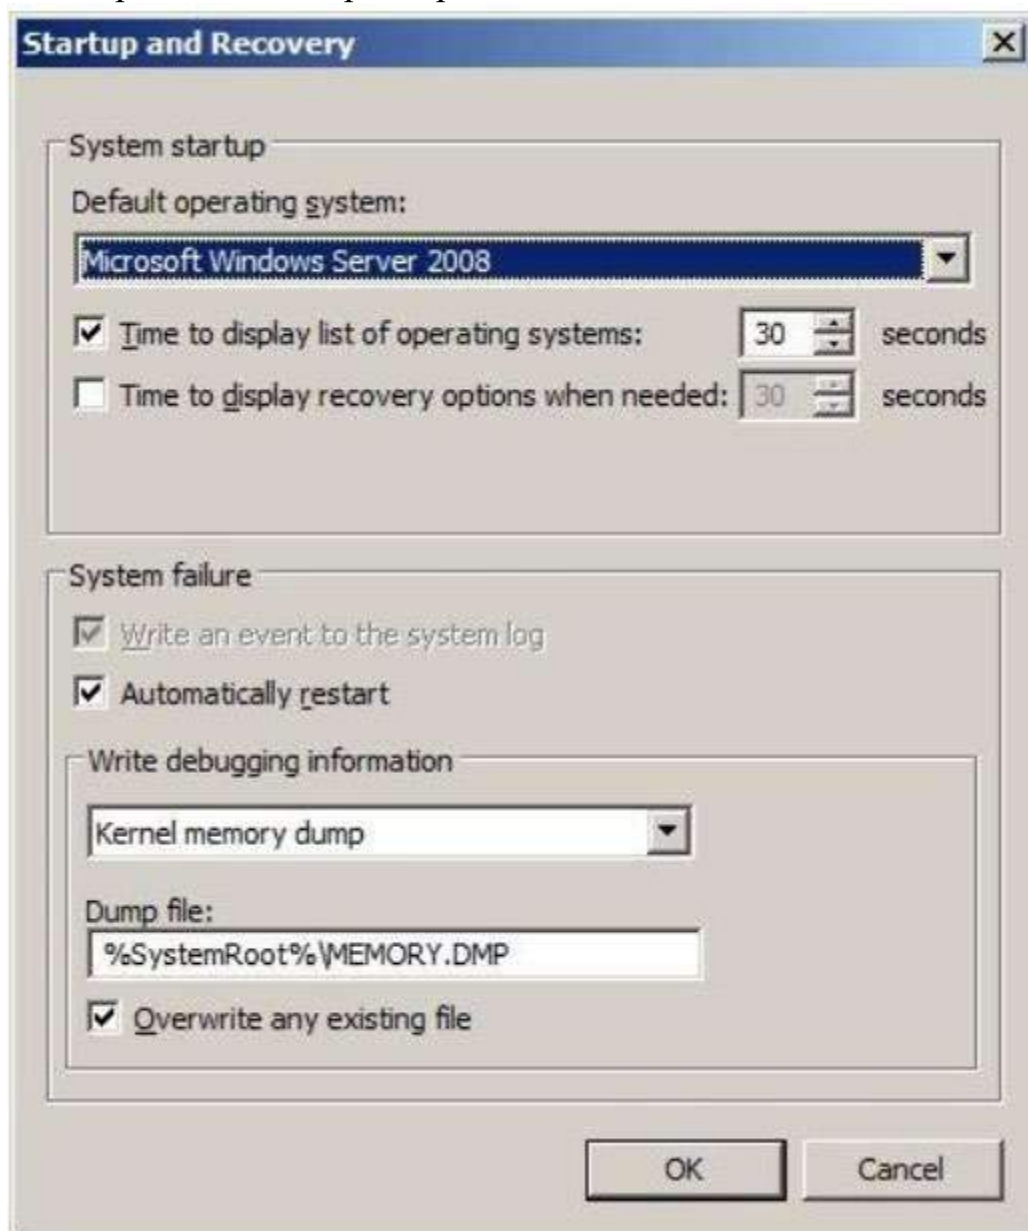 Startup and Recovery
System startup
Default operating system:
Microsoft Windows Server 2008
Time to display list of operating systems: 30 seconds
Time to display recovery options when needed: 30 seconds
System failure
Write an event to the system log
Automatically restart
Write debugging information
Kernel memory dump
Dump file:
%SystemRoot%\MEMORY.DMP
Overwrite any existing file
OK Cancel